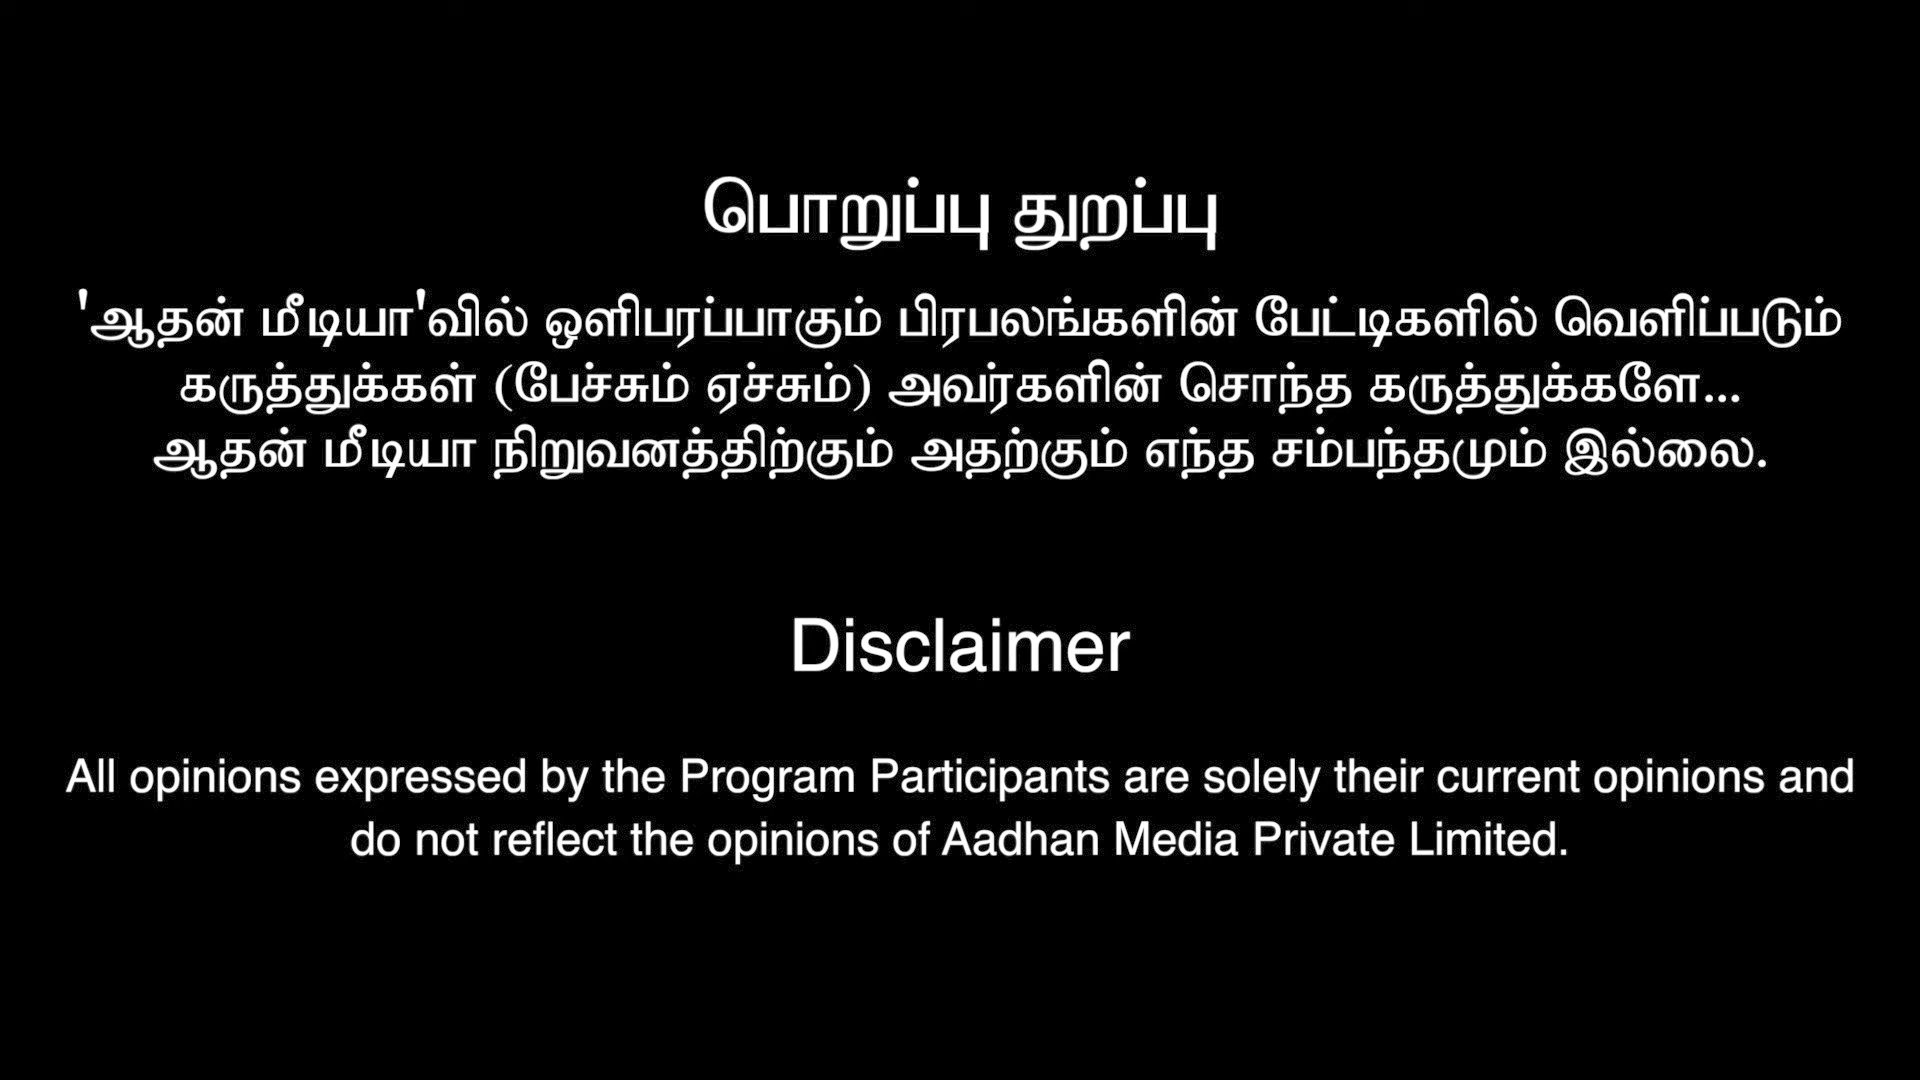 பொறுப்பு துறப்பு
'ஆதன் மீடியா'வில் ஒளிபரப்பாகும் பிரபலங்களின் பேட்டிகளில் வெளிப்படும்
கருத்துக்கள் (பேச்சும் ஏச்சும்) அவர்களின் சொந்த கருத்துக்களே...
ஆதன் மீடியா நிறுவனத்திற்கும் அதற்கும் எந்த சம்பந்தமும் இல்லை.
Disclaimer
All opinions expressed by the Program Participants are solely their current opinions and
do not reflect the opinions of Aadhan Media Private Limited.